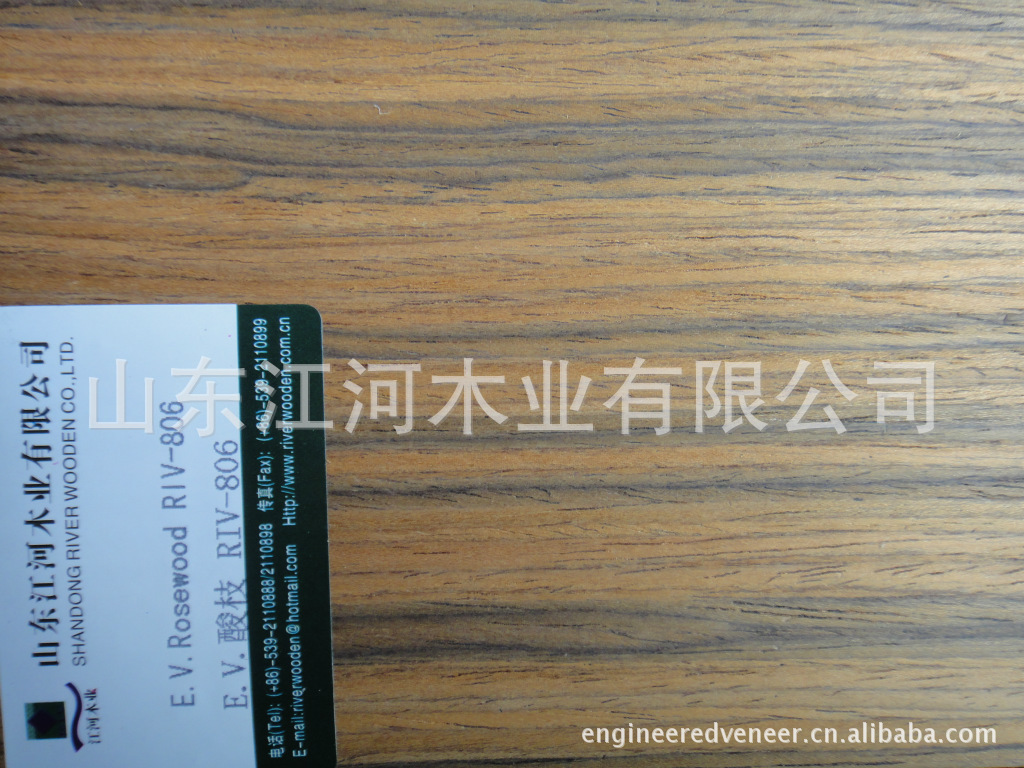 山东江河木业有限公司
SHANDONG RIVER WOODEN CO.,LTD.
江河木业
E.V.Rosewood RIV-806
E.V.酸枝 RIV-806
电话(Tel): (+86)-539-2110888/2110898 传真(Fax): (+86)-539-2110899
E-mail:riverwooden@hotmail.com Http://www.riverwooden.com.cn
山东江河木业有限公司
engineeredveneer.cn.alibaba.com